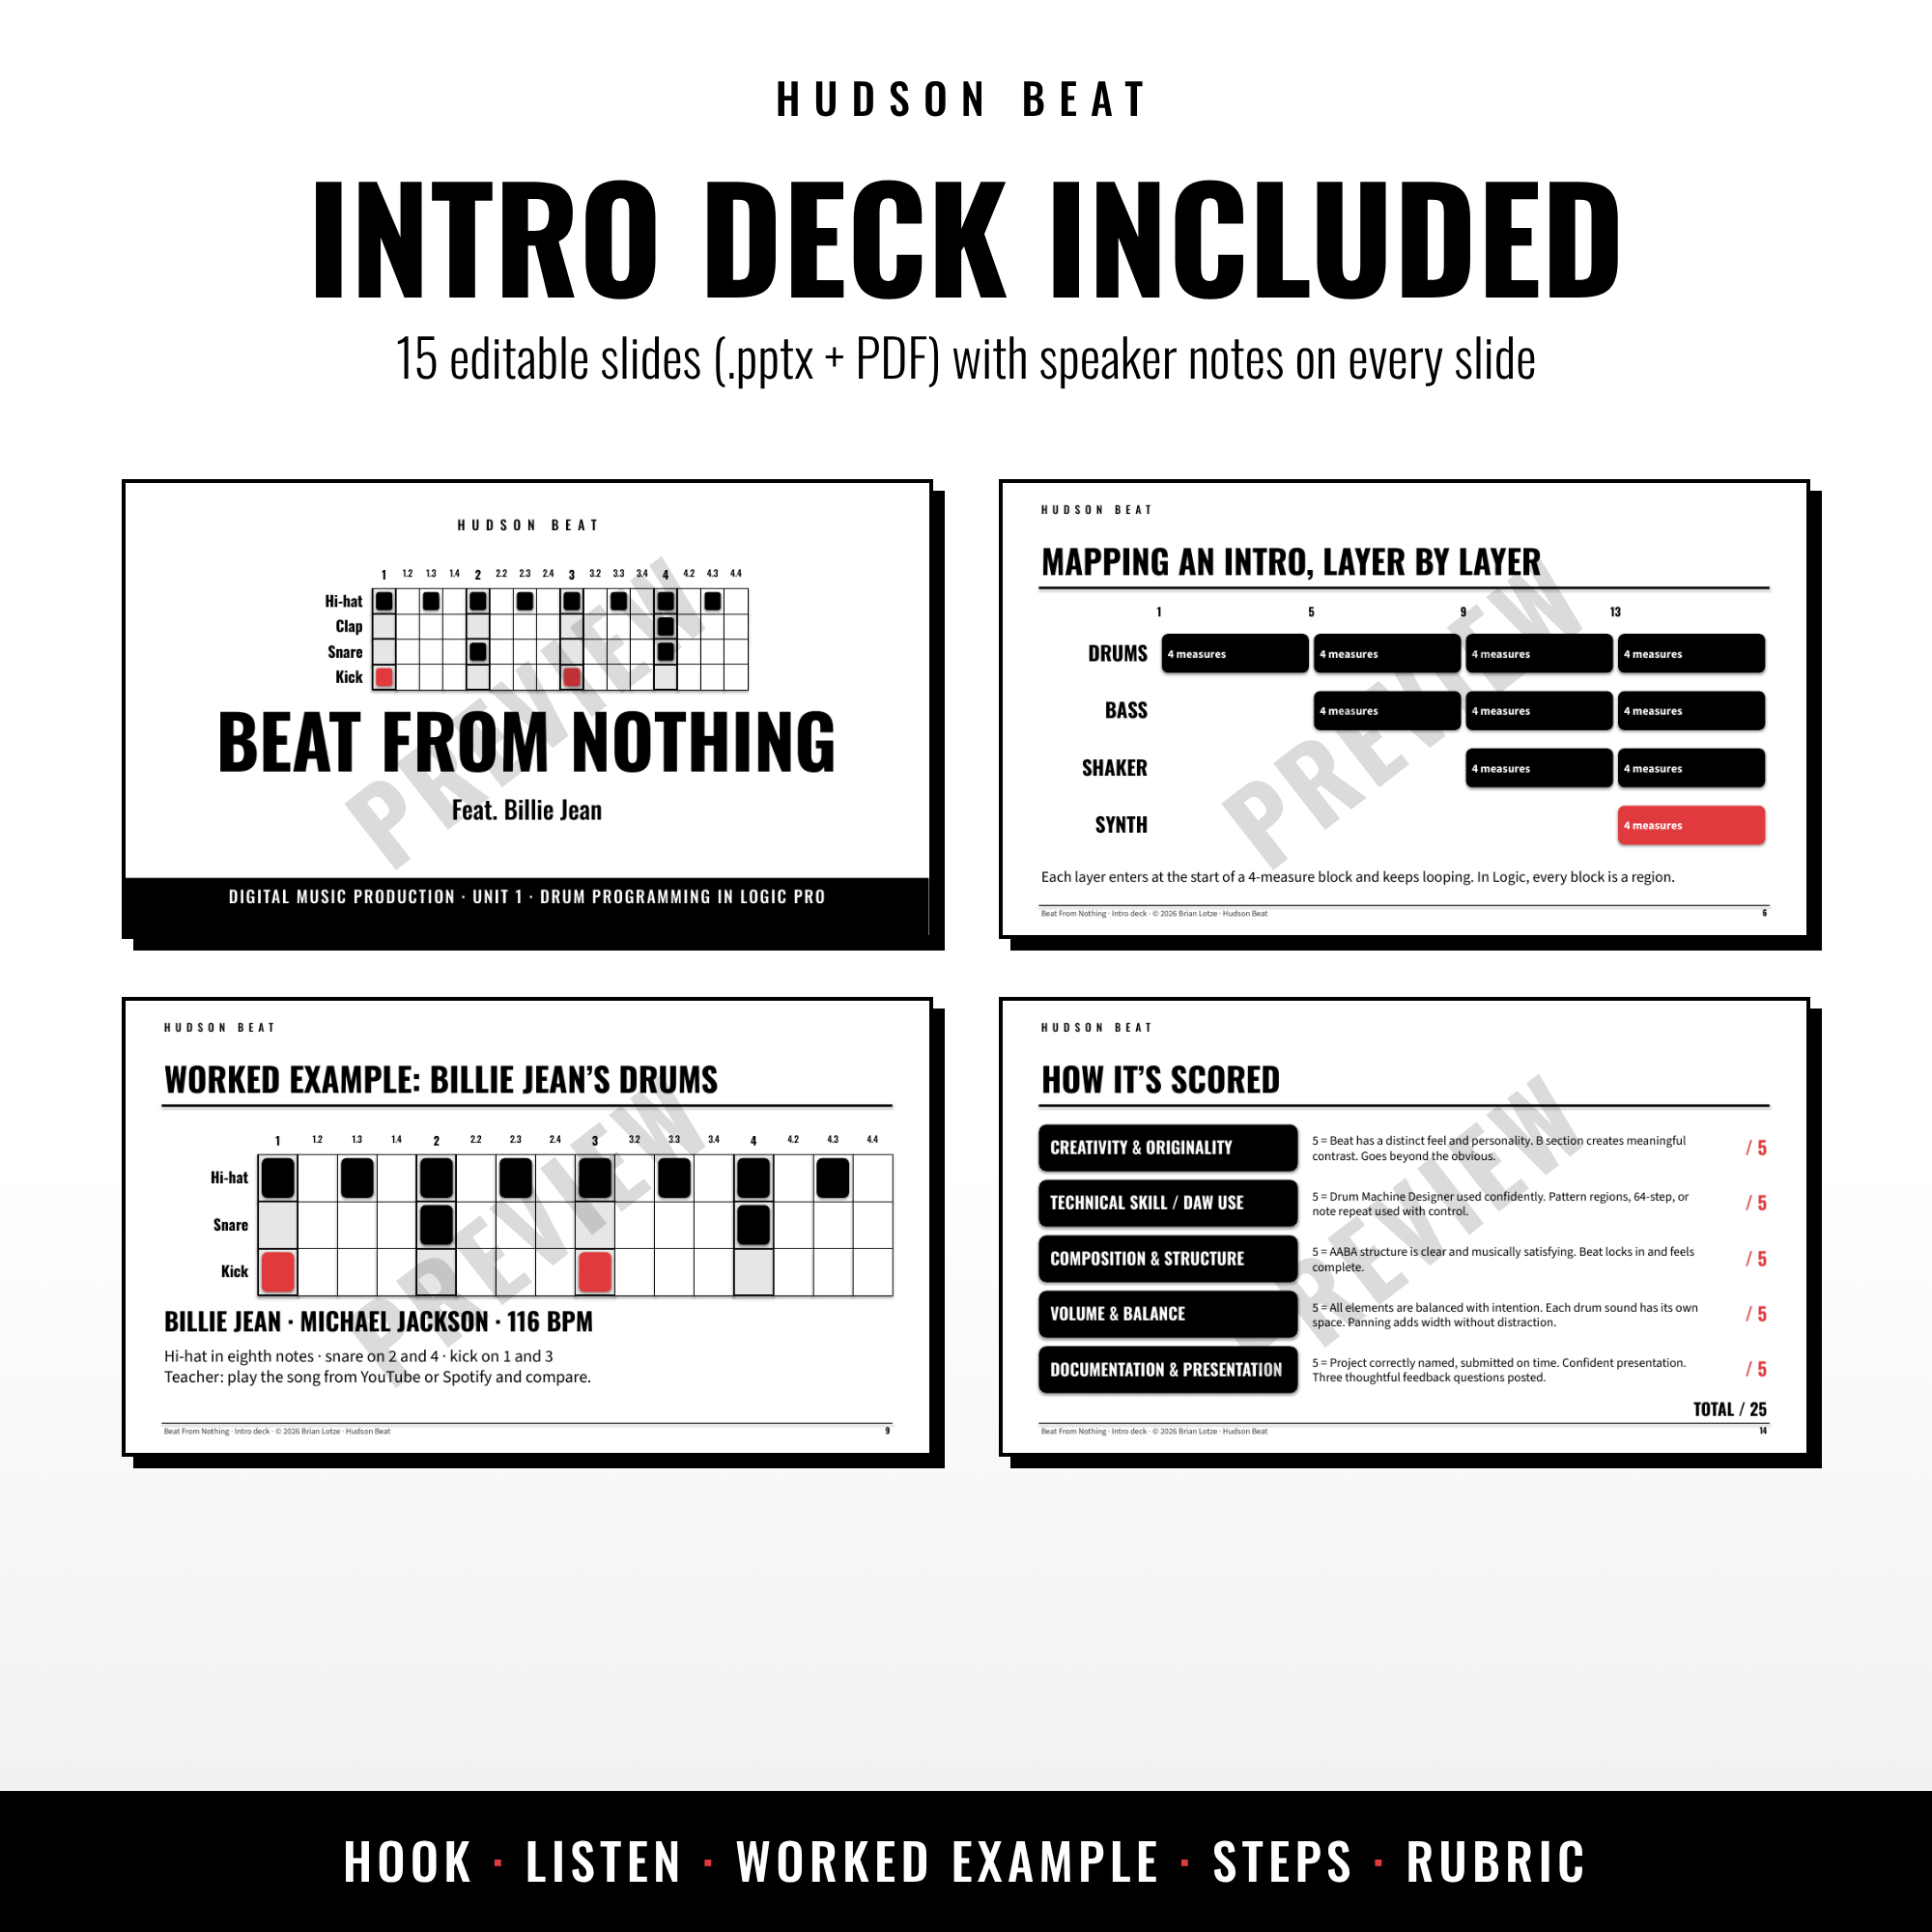 HUDSON BEAT
INTRO DECK INCLUDED
15 editable slides (.pptx + PDF) with speaker notes on every slide
HUDSON BEAT
1 1.2 1.3 1.4 2 2.2 2.3 2.4 3 3.2 3.3 3.4 4 4.2 4.3 4.4
Hi-hat
Clap
Snare
Kick
BEAT FROM NOTHING
Feat. Billie Jean
DIGITAL MUSIC PRODUCTION · UNIT 1 · DRUM PROGRAMMING IN LOGIC PRO
PREVIEW
HUDSON BEAT
MAPPING AN INTRO, LAYER BY LAYER
1 5 9 13
DRUMS 4 measures 4 measures 4 measures 4 measures
BASS 4 measures 4 measures 4 measures
SHAKER 4 measures 4 measures
SYNTH 4 measures
Each layer enters at the start of a 4-measure block and keeps looping. In Logic, every block is a region.
Beat From Nothing · Intro deck · © 2026 Brian Lotze · Hudson Beat 6
PREVIEW
HUDSON BEAT
WORKED EXAMPLE: BILLIE JEAN'S DRUMS
1 1.2 1.3 1.4 2 2.2 2.3 2.4 3 3.2 3.3 3.4 4 4.2 4.3 4.4
Hi-hat
Snare
Kick
BILLIE JEAN · MICHAEL JACKSON · 116 BPM
Hi-hat in eighth notes · snare on 2 and 4 · kick on 1 and 3
Teacher: play the song from YouTube or Spotify and compare.
Beat From Nothing · Intro deck · © 2026 Brian Lotze · Hudson Beat 9
PREVIEW
HUDSON BEAT
HOW IT'S SCORED
CREATIVITY & ORIGINALITY 5 = Beat has a distinct feel and personality. B section creates meaningful / 5
contrast. Goes beyond the obvious.
TECHNICAL SKILL / DAW USE 5 = Drum Machine Designer used confidently. Pattern regions, 64-step, or / 5
note repeat used with control.
COMPOSITION & STRUCTURE 5 = AABA structure is clear and musically satisfying. Beat locks in and feels / 5
complete.
VOLUME & BALANCE 5 = All elements are balanced with intention. Each drum sound has its own / 5
space. Panning adds width without distraction.
DOCUMENTATION & PRESENTATION 5 = Project correctly named, submitted on time. Confident presentation. / 5
Three thoughtful feedback questions posted.
TOTAL / 25
Beat From Nothing · Intro deck · © 2026 Brian Lotze · Hudson Beat 14
PREVIEW
HOOK · LISTEN · WORKED EXAMPLE · STEPS · RUBRIC